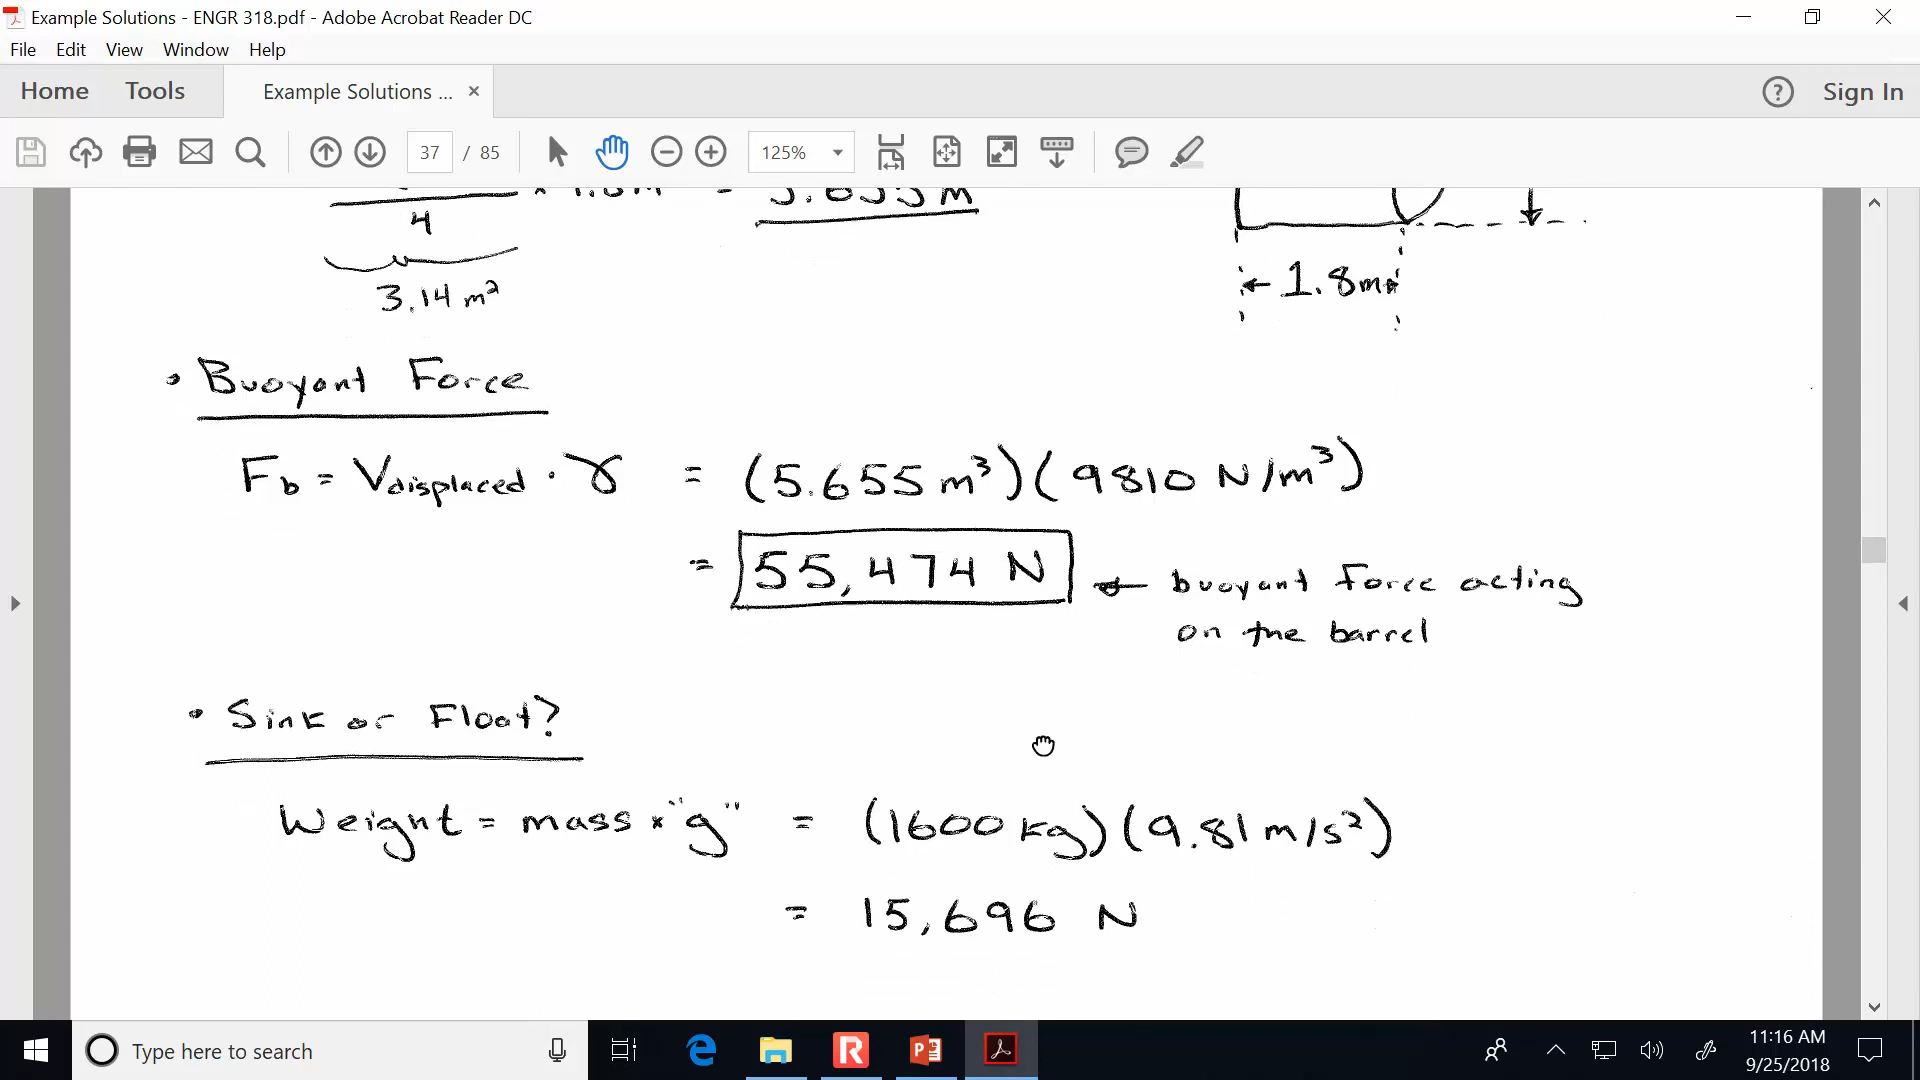 Example Solutions - ENGR 318.pdf - Adobe Acrobat Reader DC
File Edit View Window Help
Home Tools Example Solutions ... × ? Sign In
37 / 85 125%
4
3.14 m²
1.8m
• Buoyant Force
F_b = V_displaced · γ = (5.655 m³)(9810 N/m³)
= 55,474 N ← buoyant force acting
on the barrel
• Sink or Float?
Weight = mass × "g" = (1600 kg)(9.81 m/s²)
= 15,696 N
Type here to search
11:16 AM
9/25/2018